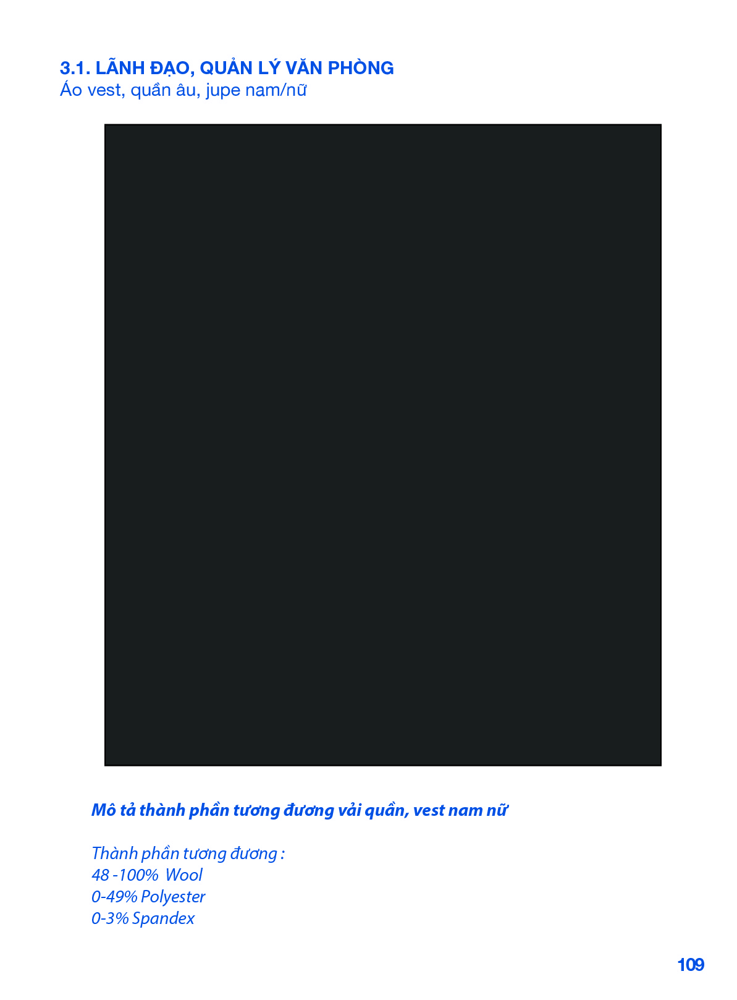 3.1. LÃNH ĐẠO, QUẢN LÝ VĂN PHÒNG
Áo vest, quần âu, jupe nam/nữ
Mô tả thành phần tương đương vải quần, vest nam nữ
Thành phần tương đương :
48 -100%  Wool
0-49% Polyester
0-3% Spandex
109